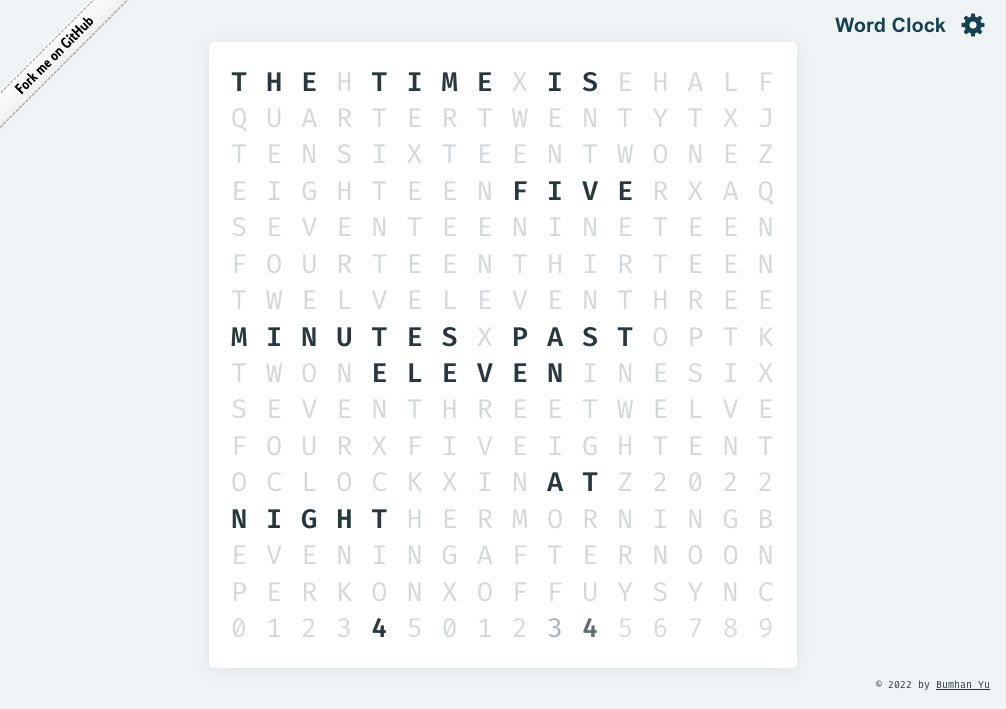 Fork me on GitHub
Word Clock
T H E H T I M E X I S E H A L F
Q U A R T E R T W E N T Y T X J
T E N S I X T E E N T W O N E Z
E I G H T E E N F I V E R X A Q
S E V E N T E E N I N E T E E N
F O U R T E E N T H I R T E E N
T W E L V E L E V E N T H R E E
M I N U T E S X P A S T O P T K
T W O N E L E V E N I N E S I X
S E V E N T H R E E T W E L V E
F O U R X F I V E I G H T E N T
O C L O C K X I N A T Z 2 0 2 2
N I G H T H E R M O R N I N G B
E V E N I N G A F T E R N O O N
P E R K O N X O F F U Y S Y N C
0 1 2 3 4 5 0 1 2 3 4 5 6 7 8 9
© 2022 by Bumhan Yu